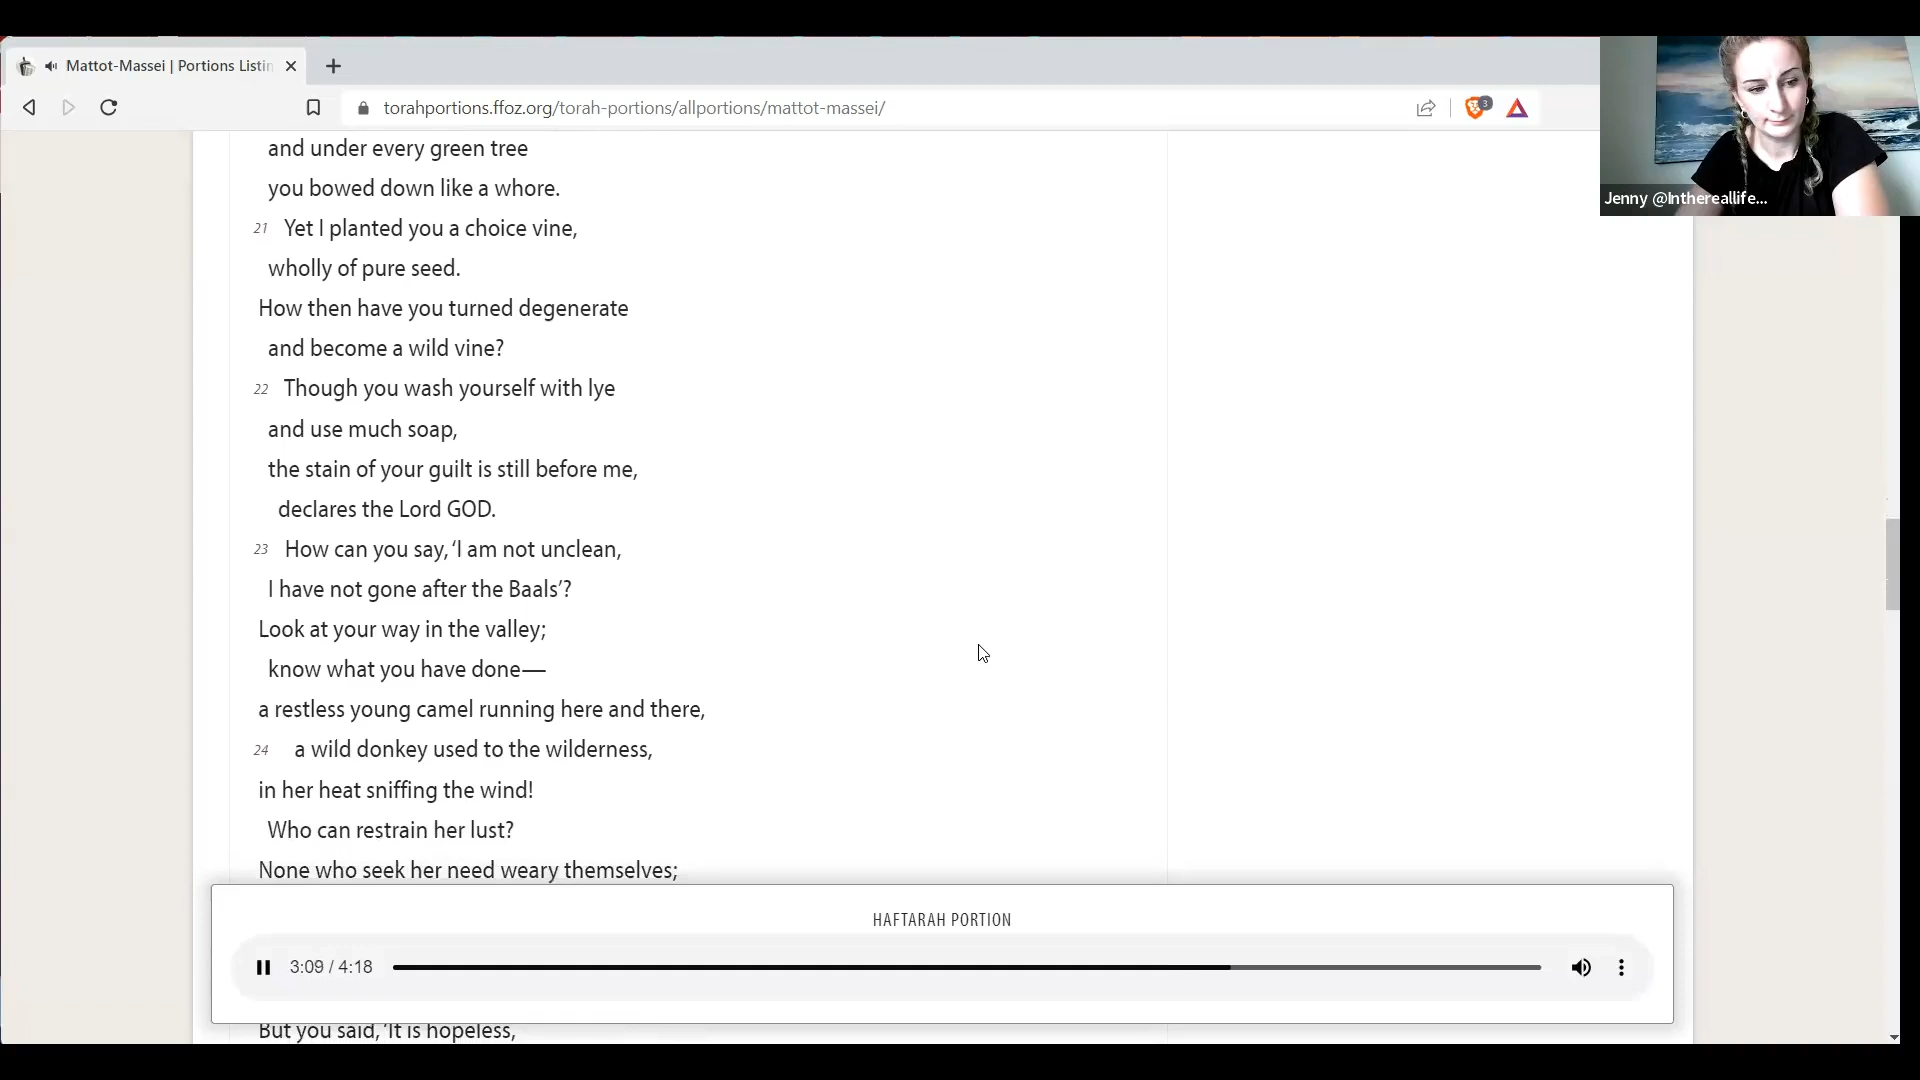 Mattot-Massei | Portions Listin
torahportions.ffoz.org/torah-portions/allportions/mattot-massei/
3
Jenny @Inthereallife...
and under every green tree
you bowed down like a whore.
21 Yet I planted you a choice vine,
wholly of pure seed.
How then have you turned degenerate
and become a wild vine?
22 Though you wash yourself with lye
and use much soap,
the stain of your guilt is still before me,
declares the Lord GOD.
23 How can you say, ‘I am not unclean,
I have not gone after the Baals’?
Look at your way in the valley;
know what you have done—
a restless young camel running here and there,
24 a wild donkey used to the wilderness,
in her heat sniffing the wind!
Who can restrain her lust?
None who seek her need weary themselves;
HAFTARAH PORTION
3:09 / 4:18
But you said, ‘It is hopeless,